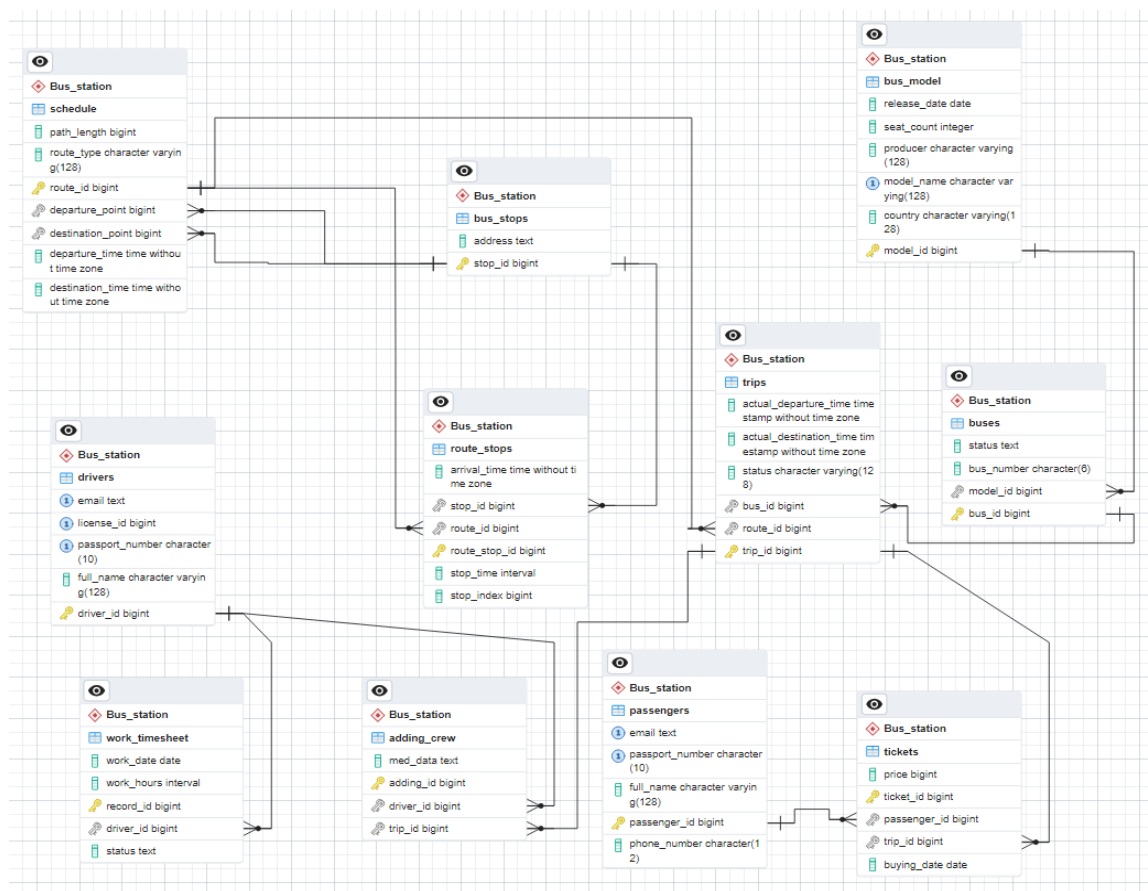 Bus_station
schedule
path_length bigint
route_type character varyin
g(128)
route_id bigint
departure_point bigint
destination_point bigint
departure_time time withou
t time zone
destination_time time witho
ut time zone
Bus_station
bus_stops
address text
stop_id bigint
Bus_station
bus_model
release_date date
seat_count integer
producer character varying
(128)
1
model_name character var
ying(128)
country character varying(1
28)
model_id bigint
Bus_station
drivers
1
email text
1
license_id bigint
1
passport_number character
(10)
full_name character varyin
g(128)
driver_id bigint
Bus_station
route_stops
arrival_time time without ti
me zone
stop_id bigint
route_id bigint
route_stop_id bigint
stop_time interval
stop_index bigint
Bus_station
trips
actual_departure_time time
stamp without time zone
actual_destination_time tim
estamp without time zone
status character varying(12
8)
bus_id bigint
route_id bigint
trip_id bigint
Bus_station
buses
status text
bus_number character(6)
model_id bigint
bus_id bigint
Bus_station
work_timesheet
work_date date
work_hours interval
record_id bigint
driver_id bigint
status text
Bus_station
adding_crew
med_data text
adding_id bigint
driver_id bigint
trip_id bigint
Bus_station
passengers
1
email text
1
passport_number character
(10)
full_name character varyin
g(128)
passenger_id bigint
phone_number character(1
2)
Bus_station
tickets
price bigint
ticket_id bigint
passenger_id bigint
trip_id bigint
buying_date date